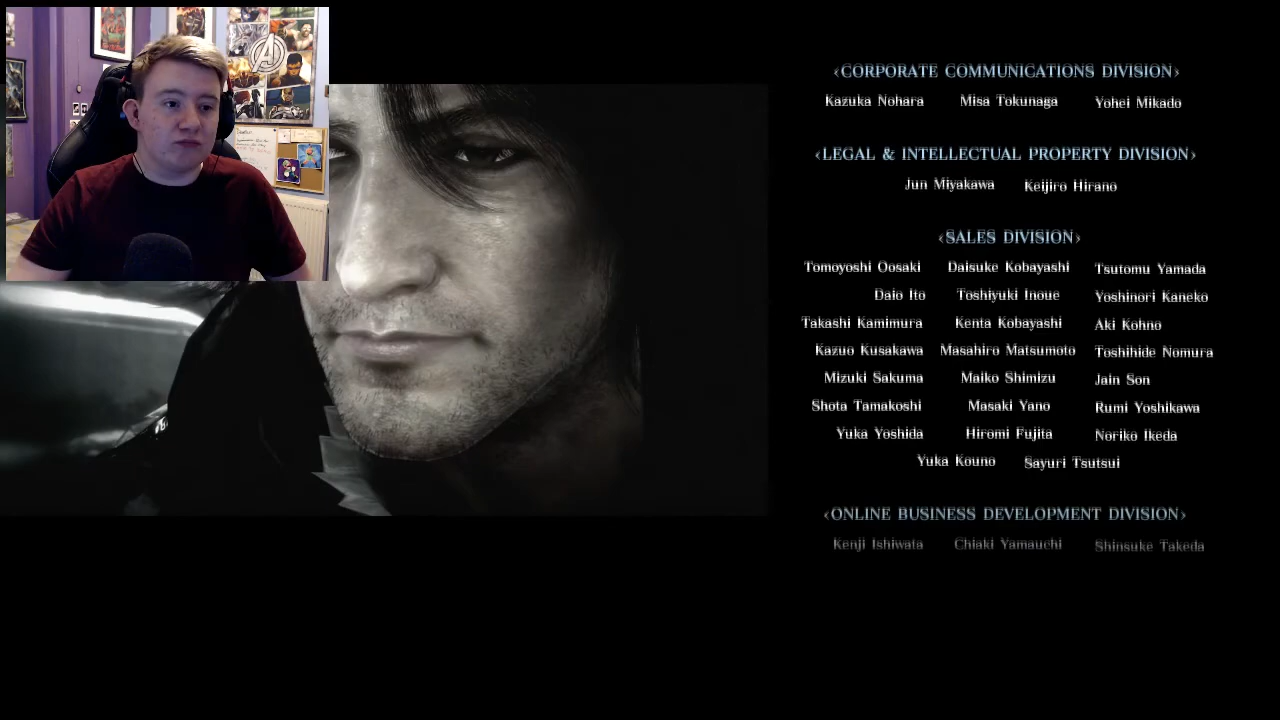 ‹CORPORATE COMMUNICATIONS DIVISION›
Kazuka Nohara Misa Tokunaga Yohei Mikado
‹LEGAL & INTELLECTUAL PROPERTY DIVISION›
Jun Miyakawa Keijiro Hirano
‹SALES DIVISION›
Tomoyoshi Oosaki Daisuke Kobayashi Tsutomu Yamada
Daio Ito Toshiyuki Inoue Yoshinori Kaneko
Takashi Kamimura Kenta Kobayashi Aki Kohno
Kazuo Kusakawa Masahiro Matsumoto Toshihide Nomura
Mizuki Sakuma Maiko Shimizu Jain Son
Shota Tamakoshi Masaki Yano Rumi Yoshikawa
Yuka Yoshida Hiromi Fujita Noriko Ikeda
Yuka Kouno Sayuri Tsutsui
‹ONLINE BUSINESS DEVELOPMENT DIVISION›
Kenji Ishiwata Chiaki Yamauchi Shinsuke Takeda